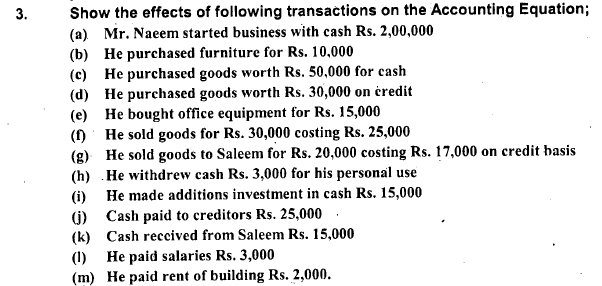 3. Show the effects of following transactions on the Accounting Equation;
(a) Mr. Naeem started business with cash Rs. 2,00,000
(b) He purchased furniture for Rs. 10,000
(c) He purchased goods worth Rs. 50,000 for cash
(d) He purchased goods worth Rs. 30,000 on credit
(e) He bought office equipment for Rs. 15,000
(f) He sold goods for Rs. 30,000 costing Rs. 25,000
(g) He sold goods to Saleem for Rs. 20,000 costing Rs. 17,000 on credit basis
(h) He withdrew cash Rs. 3,000 for his personal use
(i) He made additions investment in cash Rs. 15,000
(j) Cash paid to creditors Rs. 25,000
(k) Cash received from Saleem Rs. 15,000
(l) He paid salaries Rs. 3,000
(m) He paid rent of building Rs. 2,000.